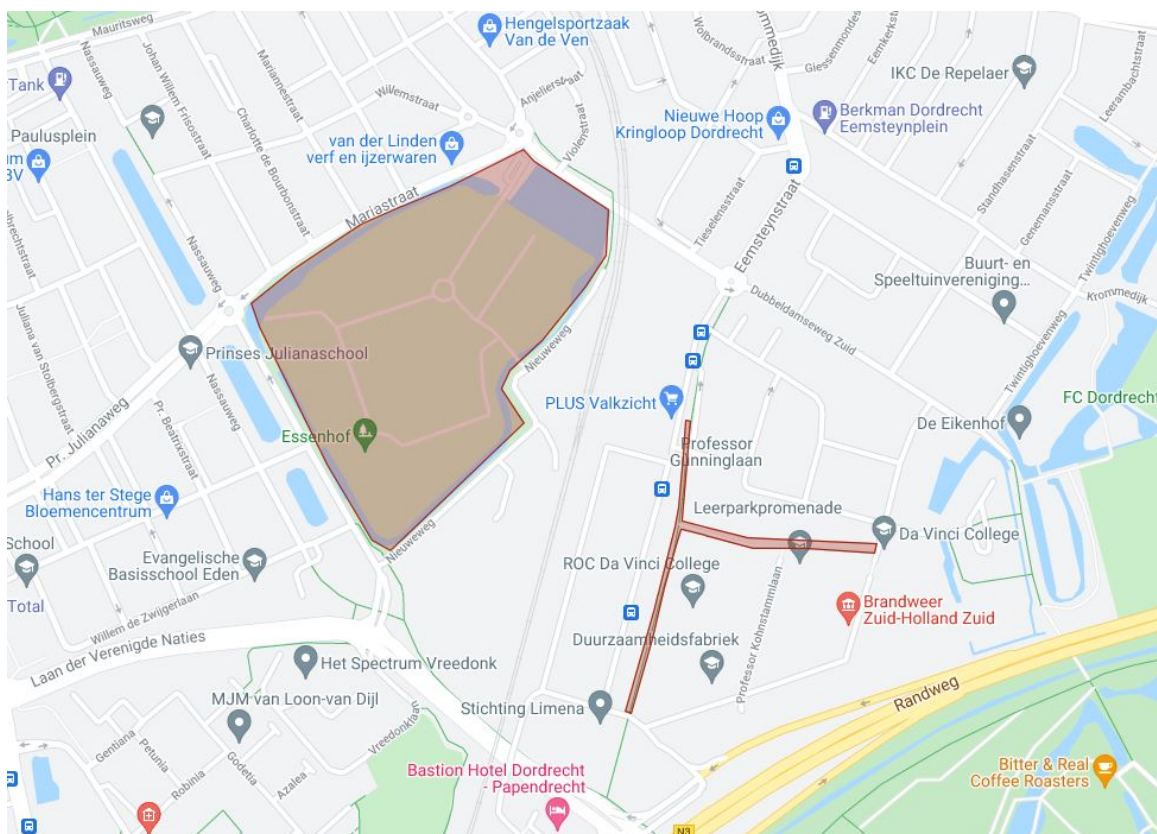 Mauritsweg
Nassauweg
Johan Willem Frisostraat
Mariannestraat
Charlotte de Bourbonstraat
Willemstraat
Anjelierstraat
Violenstraat
Hengelsportzaak
Van de Ven
Tank
Pauluspein
van der Linden
verf en ijzerwaren
Mariastraat
Wolbrandsstraat
Giessenmondes
Eemkerkstraat
IKC De Repelaer
Leerambachtstraat
Nieuwe Hoop
Kringloop Dordrecht
Berkman Dordrecht
Eemsteynplein
Standhasenstraat
Genemansstraat
Tieselensstraat
Eemsteynstraat
Twintighoevenweg
Buurt- en
Speeltuinvereniging...
Krommedijk
Dubbeldamseweg Zuid
Twintighoevenweg
Nassauweg
Juliana van Stolbergstraat
Prinses Julianaschool
Nassauweg
Pr. Julianaweg
Pr. Beatrixstraat
Nieuweweg
Essenhof
PLUS Valkzicht
FC Dordrecht
De Eikenhof
Professor
Gunninglaan
Leerparkpromenade
Da Vinci College
Hans ter Stege
Bloemencentrum
Nieuweweg
School
Evangelische
Basisschool Eden
Total
ROC Da Vinci College
Brandweer
Zuid-Holland Zuid
Willem de Zwijgerlaan
Laan der Verenigde Naties
Duurzaamheidsfabriek
Professor Kohnstammlaan
Het Spectrum Vreedonk
MJM van Loon-van Dijl
Stichting Limena
Randweg
Gentiana
Petunia
Robinia
Godetia
Azalea
Bastion Hotel Dordrecht
- Papendrecht
Bitter & Real
Coffee Roasters
N3